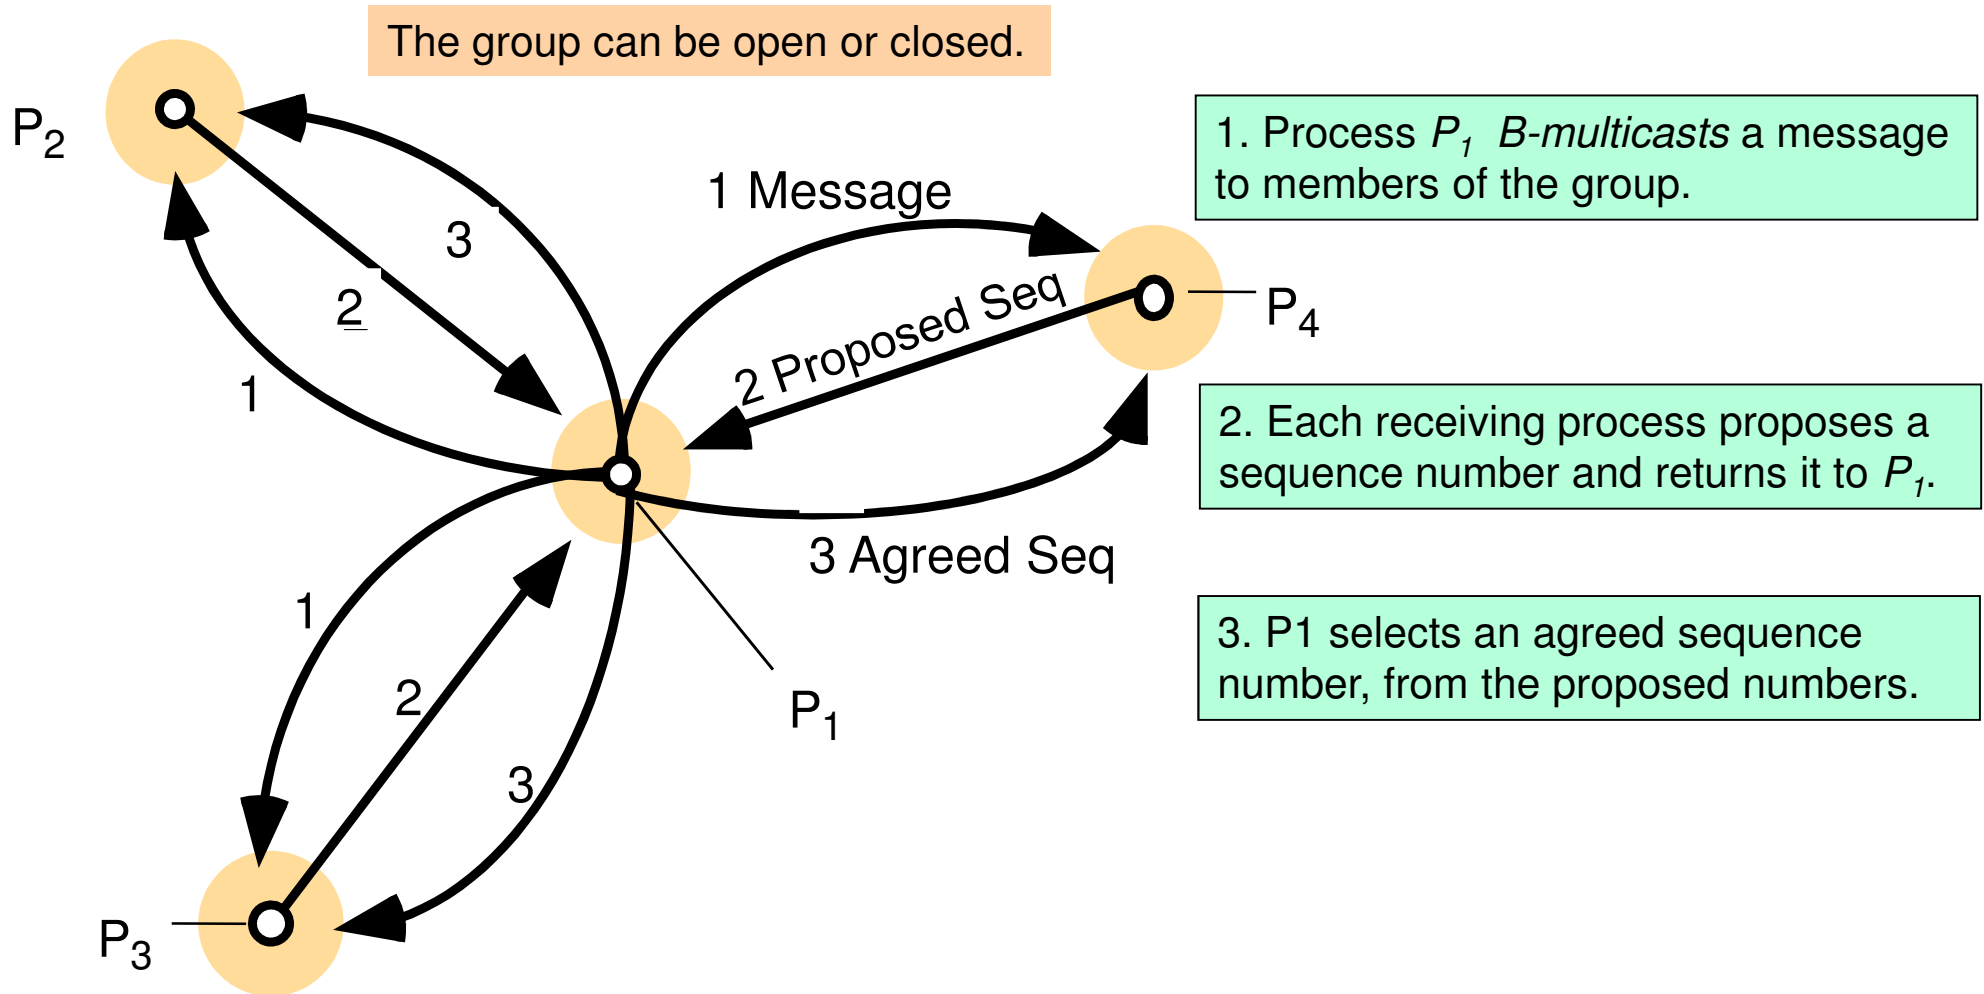 The group can be open or closed.
P2
3
2
1
1 Message
2 Proposed Seq
P4
3 Agreed Seq
P1
1
2
3
P3
1. Process P1 B-multicasts a message
to members of the group.
2. Each receiving process proposes a
sequence number and returns it to P1.
3. P1 selects an agreed sequence
number, from the proposed numbers.